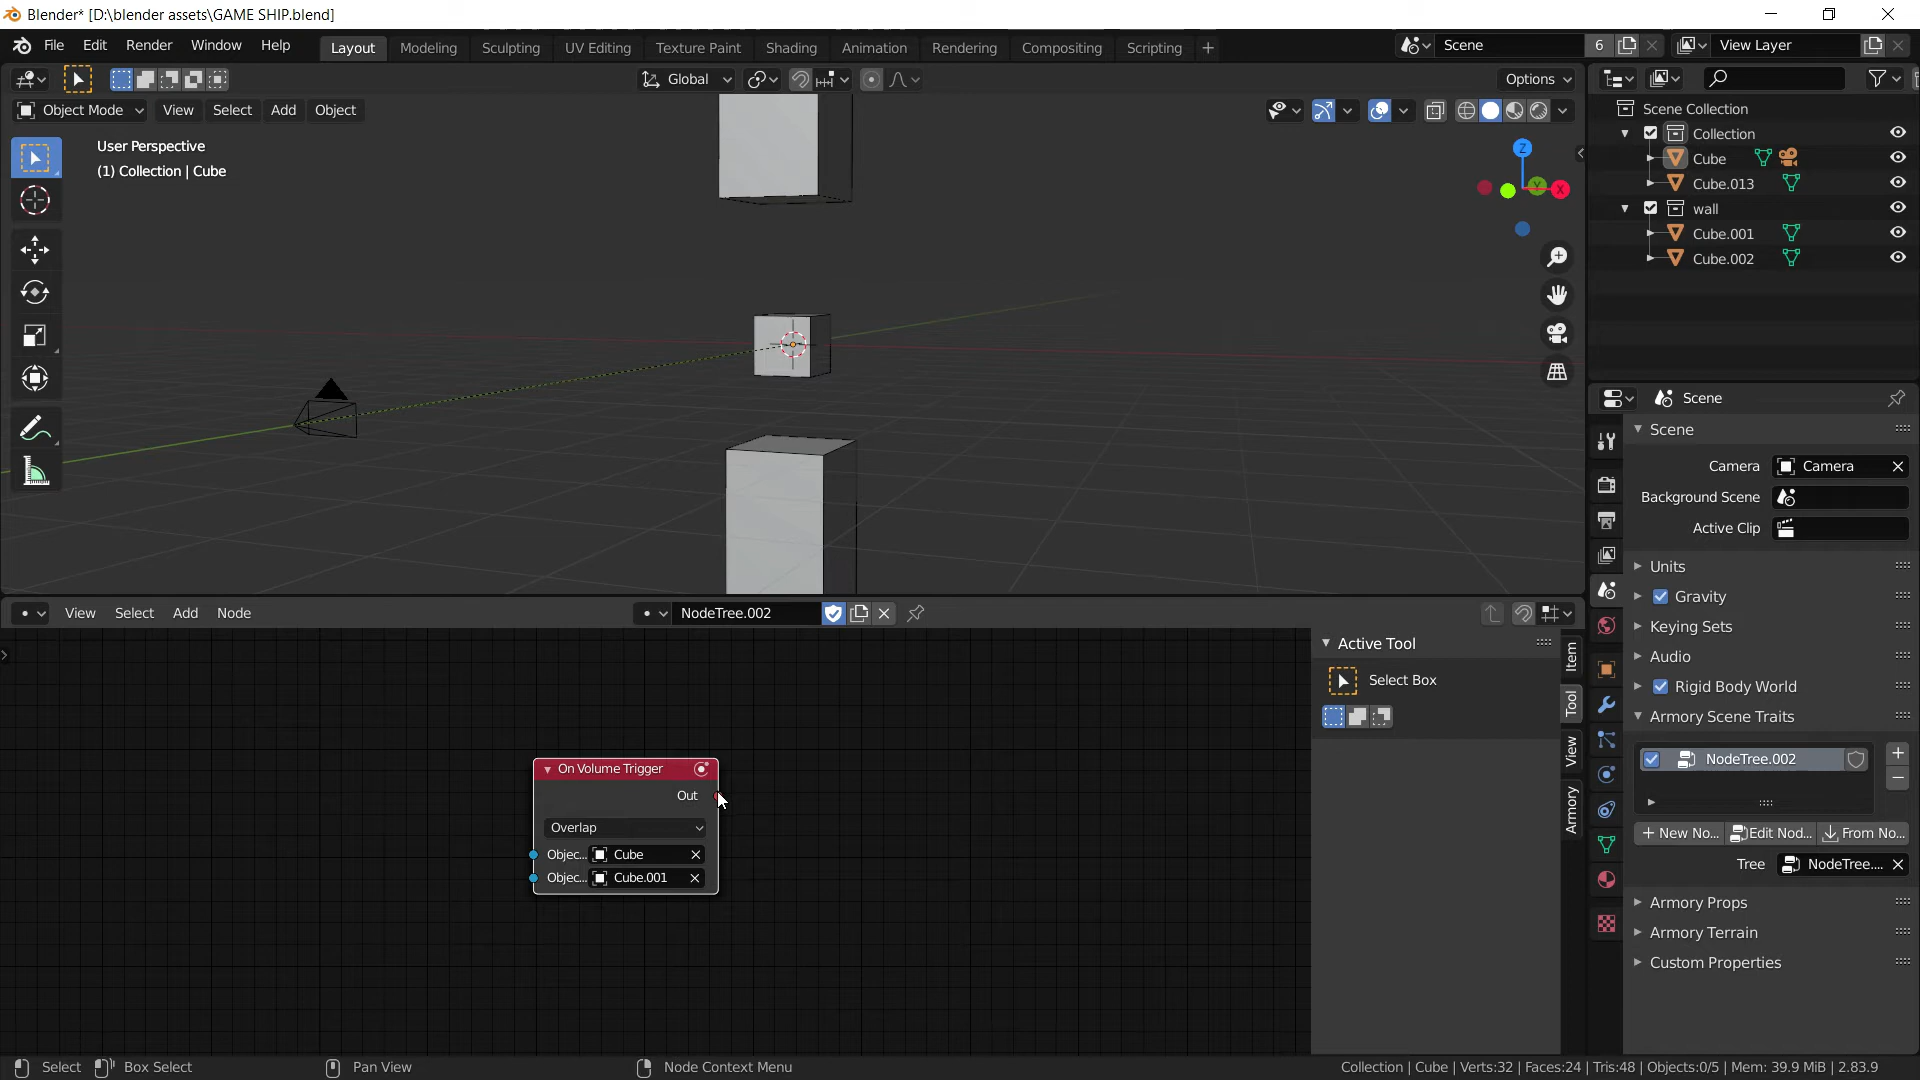 Blender* [D:\blender assets\GAME SHIP.blend]
File Edit Render Window Help Layout Modeling Sculpting UV Editing Texture Paint Shading Animation Rendering Compositing Scripting + Scene 6 View Layer
Global Options
Object Mode View Select Add Object
User Perspective
(1) Collection | Cube
Z
Y
X
Scene Collection
Collection
Cube
Cube.013
wall
Cube.001
Cube.002
Scene
Scene
Camera Camera
Background Scene
Active Clip
Units
Gravity
Keying Sets
Audio
Rigid Body World
Armory Scene Traits
NodeTree.002
+ New No... Edit Nod... From No...
Tree NodeTree....
Armory Props
Armory Terrain
Custom Properties
View Select Add Node NodeTree.002
Active Tool
Select Box
Item
Tool
View
Armory
On Volume Trigger
Out
Overlap
Objec... Cube
Objec... Cube.001
Select Box Select Pan View Node Context Menu Collection | Cube | Verts:32 | Faces:24 | Tris:48 | Objects:0/5 | Mem: 39.9 MiB | 2.83.9